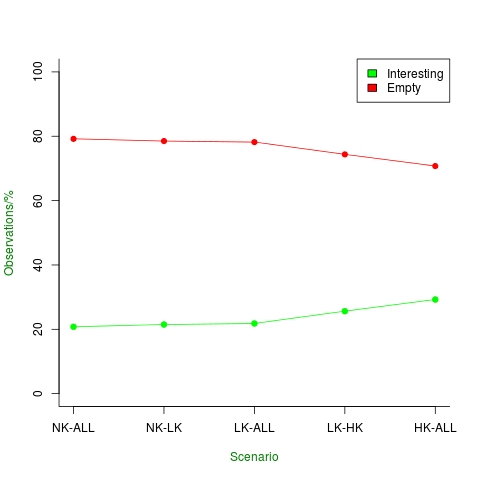 Interesting
Empty
100
80
60
40
20
0
Observations/%
NK-ALL NK-LK LK-ALL LK-HK HK-ALL
Scenario